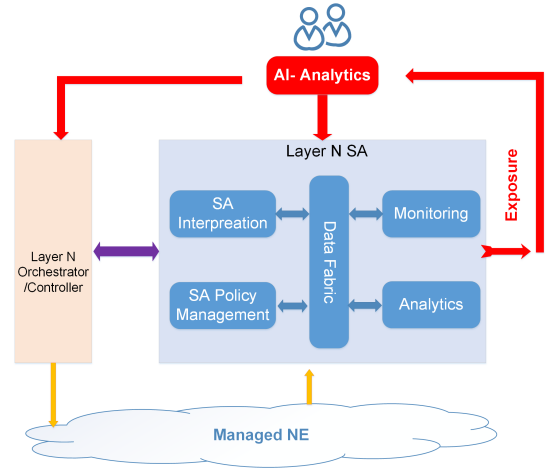 AI- Analytics
Layer N SA
SA
Interpreation
Monitoring
Data Fabric
Exposure
Layer N
Orchestrator
/Controller
SA Policy
Management
Analytics
Managed NE